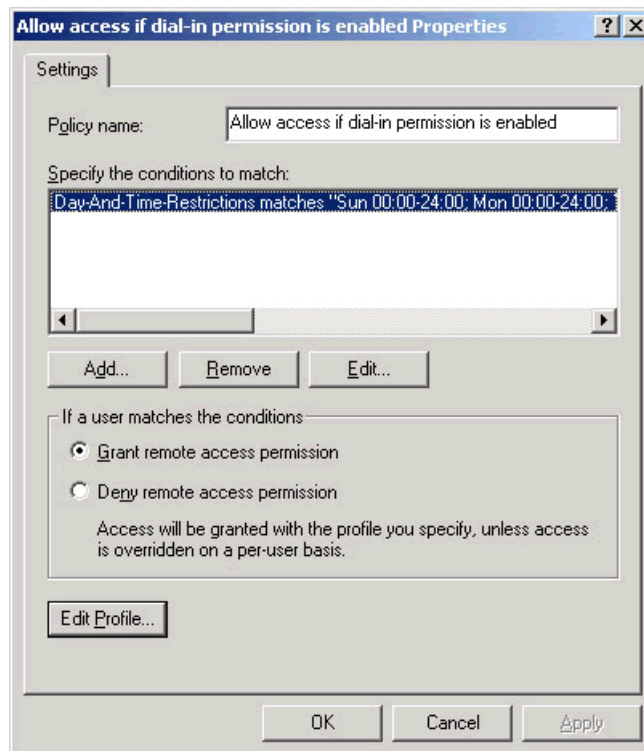 Allow access if dial-in permission is enabled Properties
Settings
Policy name:
Allow access if dial-in permission is enabled
Specify the conditions to match:
Day-And-Time-Restrictions matches "Sun 00:00-24:00; Mon 00:00-24:00;
Add...
Remove
Edit...
If a user matches the conditions
Grant remote access permission
Deny remote access permission
Access will be granted with the profile you specify, unless access
is overridden on a per-user basis.
Edit Profile...
OK
Cancel
Apply